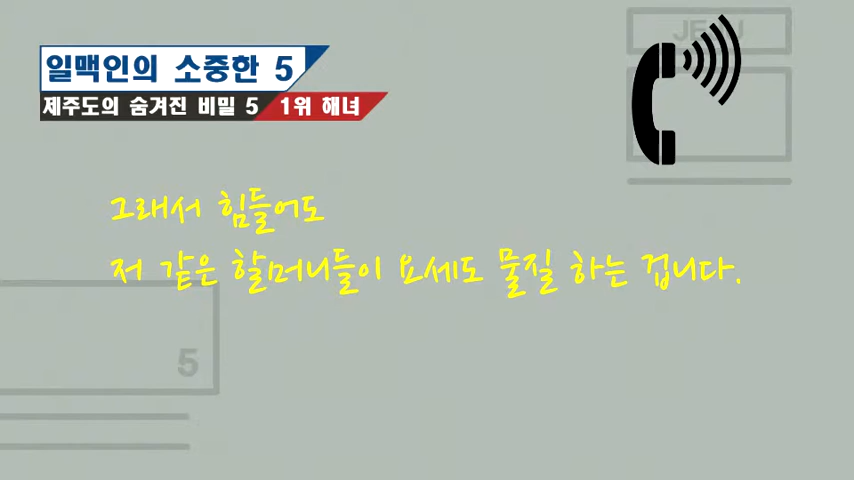 일맥인의 소중한 5
제주도의 숨겨진 비밀 5 1위 해녀
그래서 힘들어도
저 같은 할머니들이 요세도 물질 하는 겁니다.
5